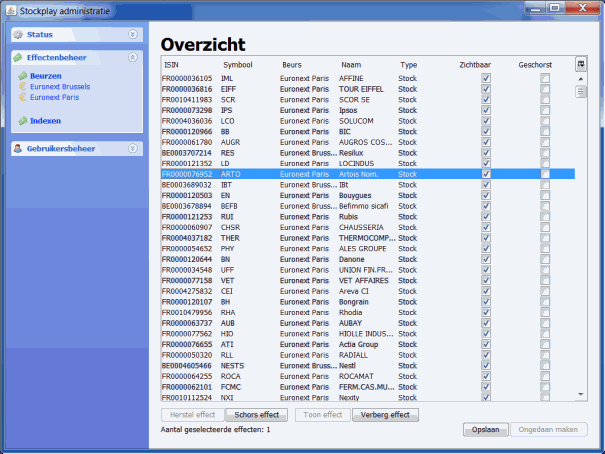 Stockplay administratie
Status
Effectenbeheer
Beurzen
Euronext Brussels
Euronext Paris
Indexen
Gebruikersbeheer
Overzicht
ISIN Symbool Beurs Naam Type Zichtbaar Geschorst
FR0000036105 IML Euronext Paris AFFINE Stock
FR0000036816 EIFF Euronext Paris TOUR EIFFEL Stock
FR0010411983 SCR Euronext Paris SCOR SE Stock
FR0000073298 IPS Euronext Paris Ipsos Stock
FR0004036036 LCO Euronext Paris SOLUCOM Stock
FR0000120966 BB Euronext Paris BIC Stock
FR0000061780 AUGR Euronext Paris AUGROS COS... Stock
BE0003707214 RES Euronext Bruss... Resilux Stock
FR0000121352 LD Euronext Paris LOCINDUS Stock
FR0000076952 ARTO Euronext Paris Artois Nom. Stock
BE0003689032 IBT Euronext Bruss... IBt Stock
FR0000120503 EN Euronext Paris Bouygues Stock
BE0003678894 BEFB Euronext Bruss... Befimmo sicafi Stock
FR0000121253 RUI Euronext Paris Rubis Stock
FR0000060907 CHSR Euronext Paris CHAUSSERIA Stock
FR0004037182 THER Euronext Paris THERMOCOMP... Stock
FR0000054652 PHY Euronext Paris ALES GROUPE Stock
FR0000120644 BN Euronext Paris Danone Stock
FR0000034548 UFF Euronext Paris UNION FIN.FR... Stock
FR0000077158 VET Euronext Paris VET AFFAIRES Stock
FR0004275832 CEI Euronext Paris Areva CI Stock
FR0000120107 BH Euronext Paris Bongrain Stock
FR0010479956 RHA Euronext Paris Rhodia Stock
FR0000063737 AUB Euronext Paris AUBAY Stock
FR0000077562 HIO Euronext Paris HIOLLE INDUS... Stock
FR0000076655 ATI Euronext Paris Actia Group Stock
FR0000050320 RLL Euronext Paris RADIALL Stock
BE0004605466 NESTS Euronext Bruss... Nestl Stock
FR0000064255 ROCA Euronext Paris ROCAMAT Stock
FR0000062101 FCMC Euronext Paris FERM.CAS.MU... Stock
FR0010112524 NXI Euronext Paris Nexity Stock
Herstel effect Schors effect Toon effect Verberg effect
Aantal geselecteerde effecten: 1
Opslaan Ongedaan maken